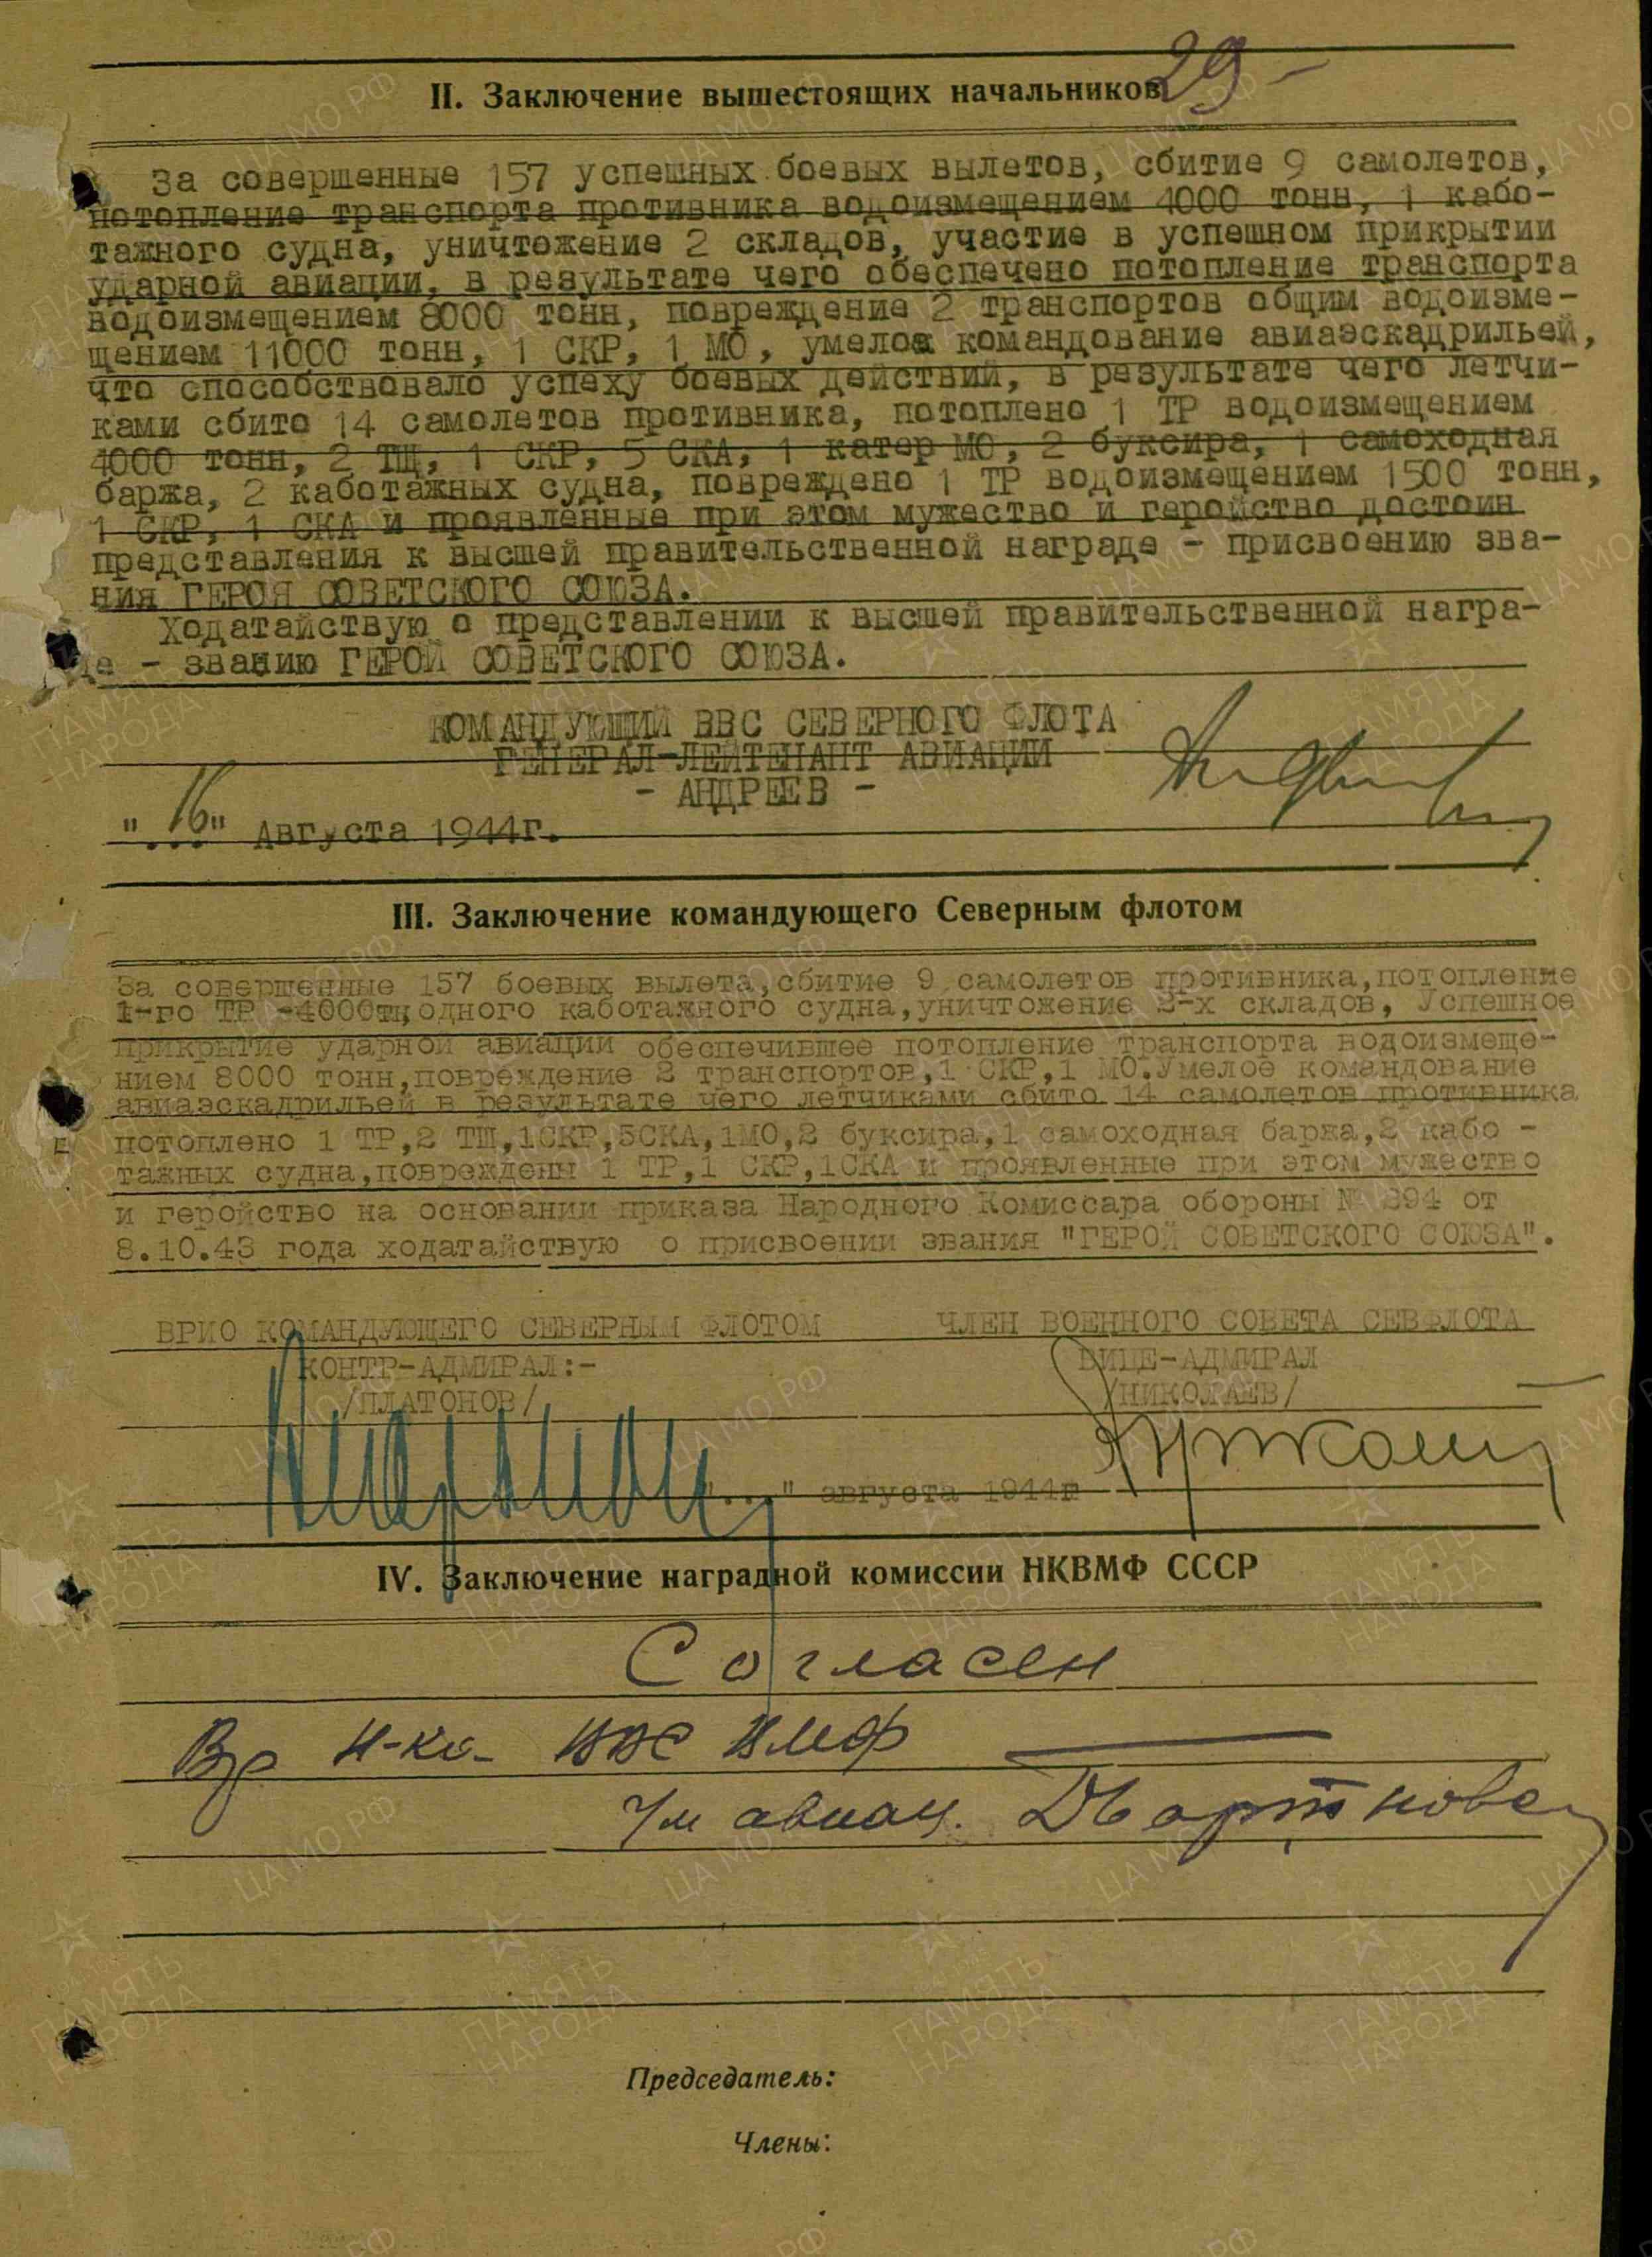 29 -
II. Заключение вышестоящих начальников
За совершенные 157 успешных боевых вылетов, сбитие 9 самолетов,
потопление транспорта противника водоизмещением 4000 тонн, 1 кабо-
тажного судна, уничтожение 2 складов, участие в успешном прикрытии
ударной авиации, в результате чего обеспечено потопление транспорта
водоизмещением 8000 тонн, повреждение 2 транспортов общим водоизме-
щением 11000 тонн, 1 СКР, 1 МО, умелое командование авиаэскадрильей,
что способствовало успеху боевых действий, в результате чего летчи-
ками сбито 14 самолетов противника, потоплено 1 ТР водоизмещением
4000 тонн, 2 ТЩ, 1 СКР, 5 СКА, 1 катер МО, 2 буксира, 1 самоходная
баржа, 2 каботажных судна, повреждено 1 ТР водоизмещением 1500 тонн,
1 СКР, 1 СКА и проявленные при этом мужество и геройство достоин
представления к высшей правительственной награде - присвоению зва-
ния ГЕРОЯ СОВЕТСКОГО СОЮЗА.
Ходатайствую о представлении к высшей правительственной награ-
де - званию ГЕРОЙ СОВЕТСКОГО СОЮЗА.
КОМАНДУЮЩИЙ ВВС СЕВЕРНОГО ФЛОТА
ГЕНЕРАЛ-ЛЕЙТЕНАНТ АВИАЦИИ
- АНДРЕЕВ -
"16" Августа 1944г.
III. Заключение командующего Северным флотом
За совершенные 157 боевых вылета,сбитие 9 самолетов противника,потопление
1-го ТР -4000тн,одного каботажного судна,уничтожение 2-х складов, Успешное
прикрытие ударной авиации обеспечившее потопление транспорта водоизмеще-
нием 8000 тонн,повреждение 2 транспортов,1 СКР,1 МО.Умелое командование
авиаэскадрильей в результате чего летчиками сбито 14 самолетов противника
потоплено 1 ТР,2 ТЩ,1СКР,5СКА,1МО,2 буксира,1 самоходная баржа,2 кабо -
тажных судна,повреждены 1 ТР,1 СКР,1СКА и проявленные при этом мужество
и геройство на основании приказа Народного Комиссара обороны № 294 от
8.10.43 года ходатайствую о присвоении звания "ГЕРОЙ СОВЕТСКОГО СОЮЗА".
ВРИО КОМАНДУЮЩЕГО СЕВЕРНЫМ ФЛОТОМ ЧЛЕН ВОЕННОГО СОВЕТА СЕВФЛОТА
КОНТР-АДМИРАЛ:- ВИЦЕ-АДМИРАЛ
/ПЛАТОНОВ/ /НИКОЛАЕВ/
"..." августа 1944г
IV. Заключение наградной комиссии НКВМФ СССР
Согласен
Вр Н-ка ВВС ВМФ
г/м авиац.
Председатель:
Члены: